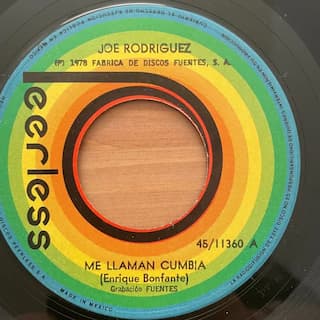 JOE RODRIGUEZ
(P) 1978 FABRICA DE DISCOS FUENTES, S. A.
peerless
45/11360 A
ME LLAMAN CUMBIA
(Enrique Bonfante)
Grabación FUENTES
MADE IN MEXICO